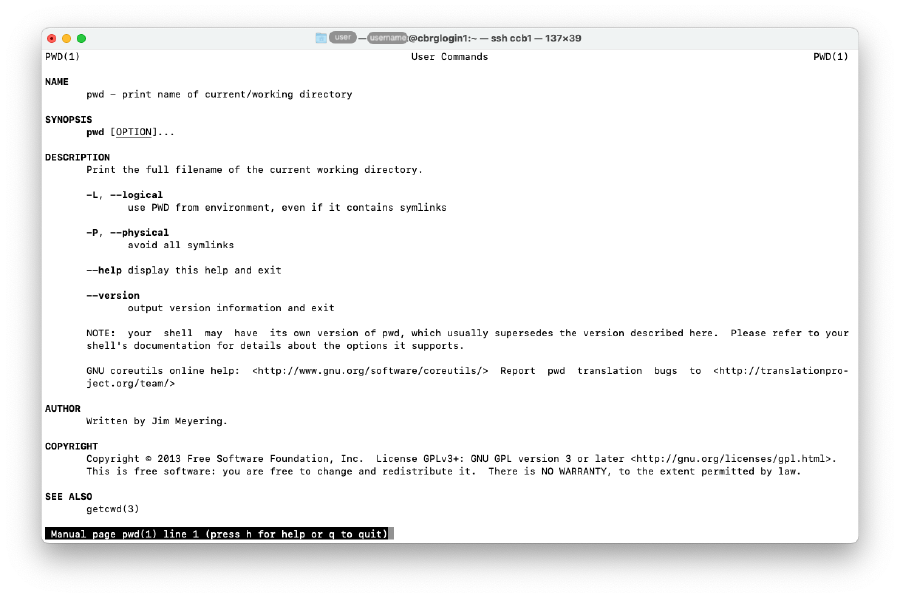 user — username@cbrglogin1:~ — ssh ccb1 — 137×39
PWD(1) User Commands PWD(1)
NAME
pwd - print name of current/working directory
SYNOPSIS
pwd [OPTION]...
DESCRIPTION
Print the full filename of the current working directory.
-L, --logical
use PWD from environment, even if it contains symlinks
-P, --physical
avoid all symlinks
--help display this help and exit
--version
output version information and exit
NOTE: your shell may have its own version of pwd, which usually supersedes the version described here. Please refer to your
shell's documentation for details about the options it supports.
GNU coreutils online help: <http://www.gnu.org/software/coreutils/> Report pwd translation bugs to <http://translationpro-
ject.org/team/>
AUTHOR
Written by Jim Meyering.
COPYRIGHT
Copyright © 2013 Free Software Foundation, Inc. License GPLv3+: GNU GPL version 3 or later <http://gnu.org/licenses/gpl.html>.
This is free software: you are free to change and redistribute it. There is NO WARRANTY, to the extent permitted by law.
SEE ALSO
getcwd(3)
Manual page pwd(1) line 1 (press h for help or q to quit)